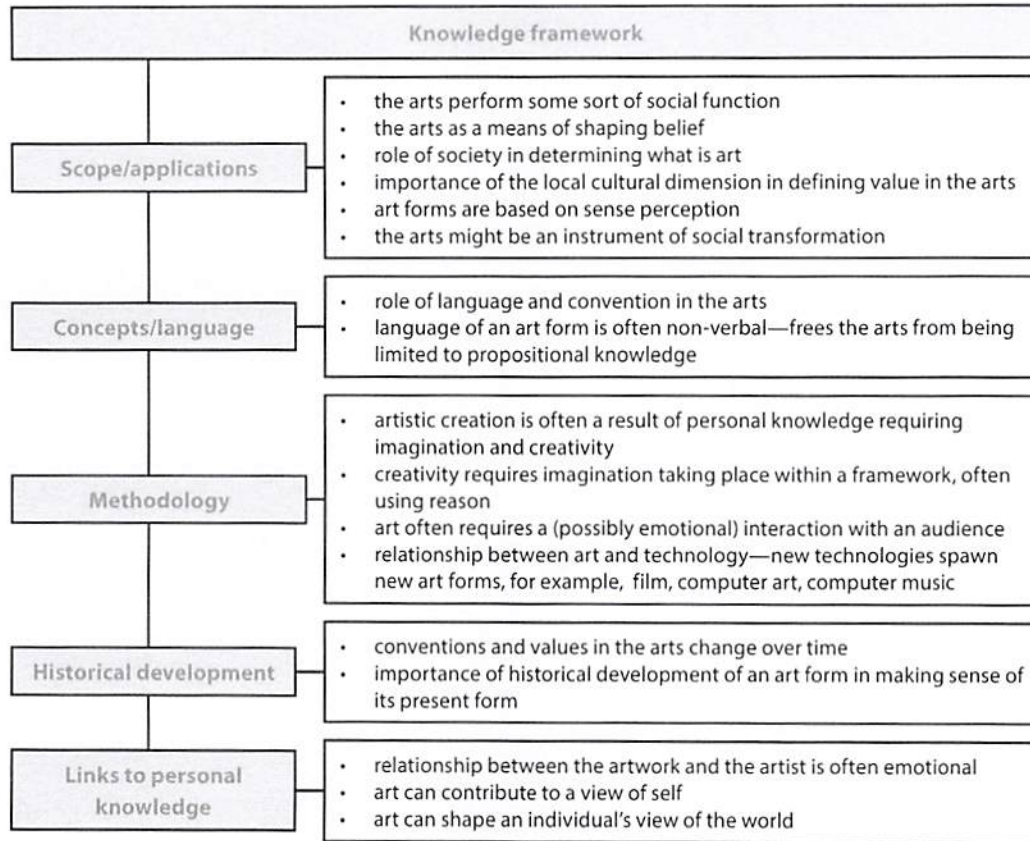 Knowledge framework
Scope/applications
• the arts perform some sort of social function
• the arts as a means of shaping belief
• role of society in determining what is art
• importance of the local cultural dimension in defining value in the arts
• art forms are based on sense perception
• the arts might be an instrument of social transformation
Concepts/language
• role of language and convention in the arts
• language of an art form is often non-verbal—frees the arts from being
limited to propositional knowledge
Methodology
• artistic creation is often a result of personal knowledge requiring
imagination and creativity
• creativity requires imagination taking place within a framework, often
using reason
• art often requires a (possibly emotional) interaction with an audience
• relationship between art and technology—new technologies spawn
new art forms, for example, film, computer art, computer music
Historical development
• conventions and values in the arts change over time
• importance of historical development of an art form in making sense of
its present form
Links to personal
knowledge
• relationship between the artwork and the artist is often emotional
• art can contribute to a view of self
• art can shape an individual's view of the world